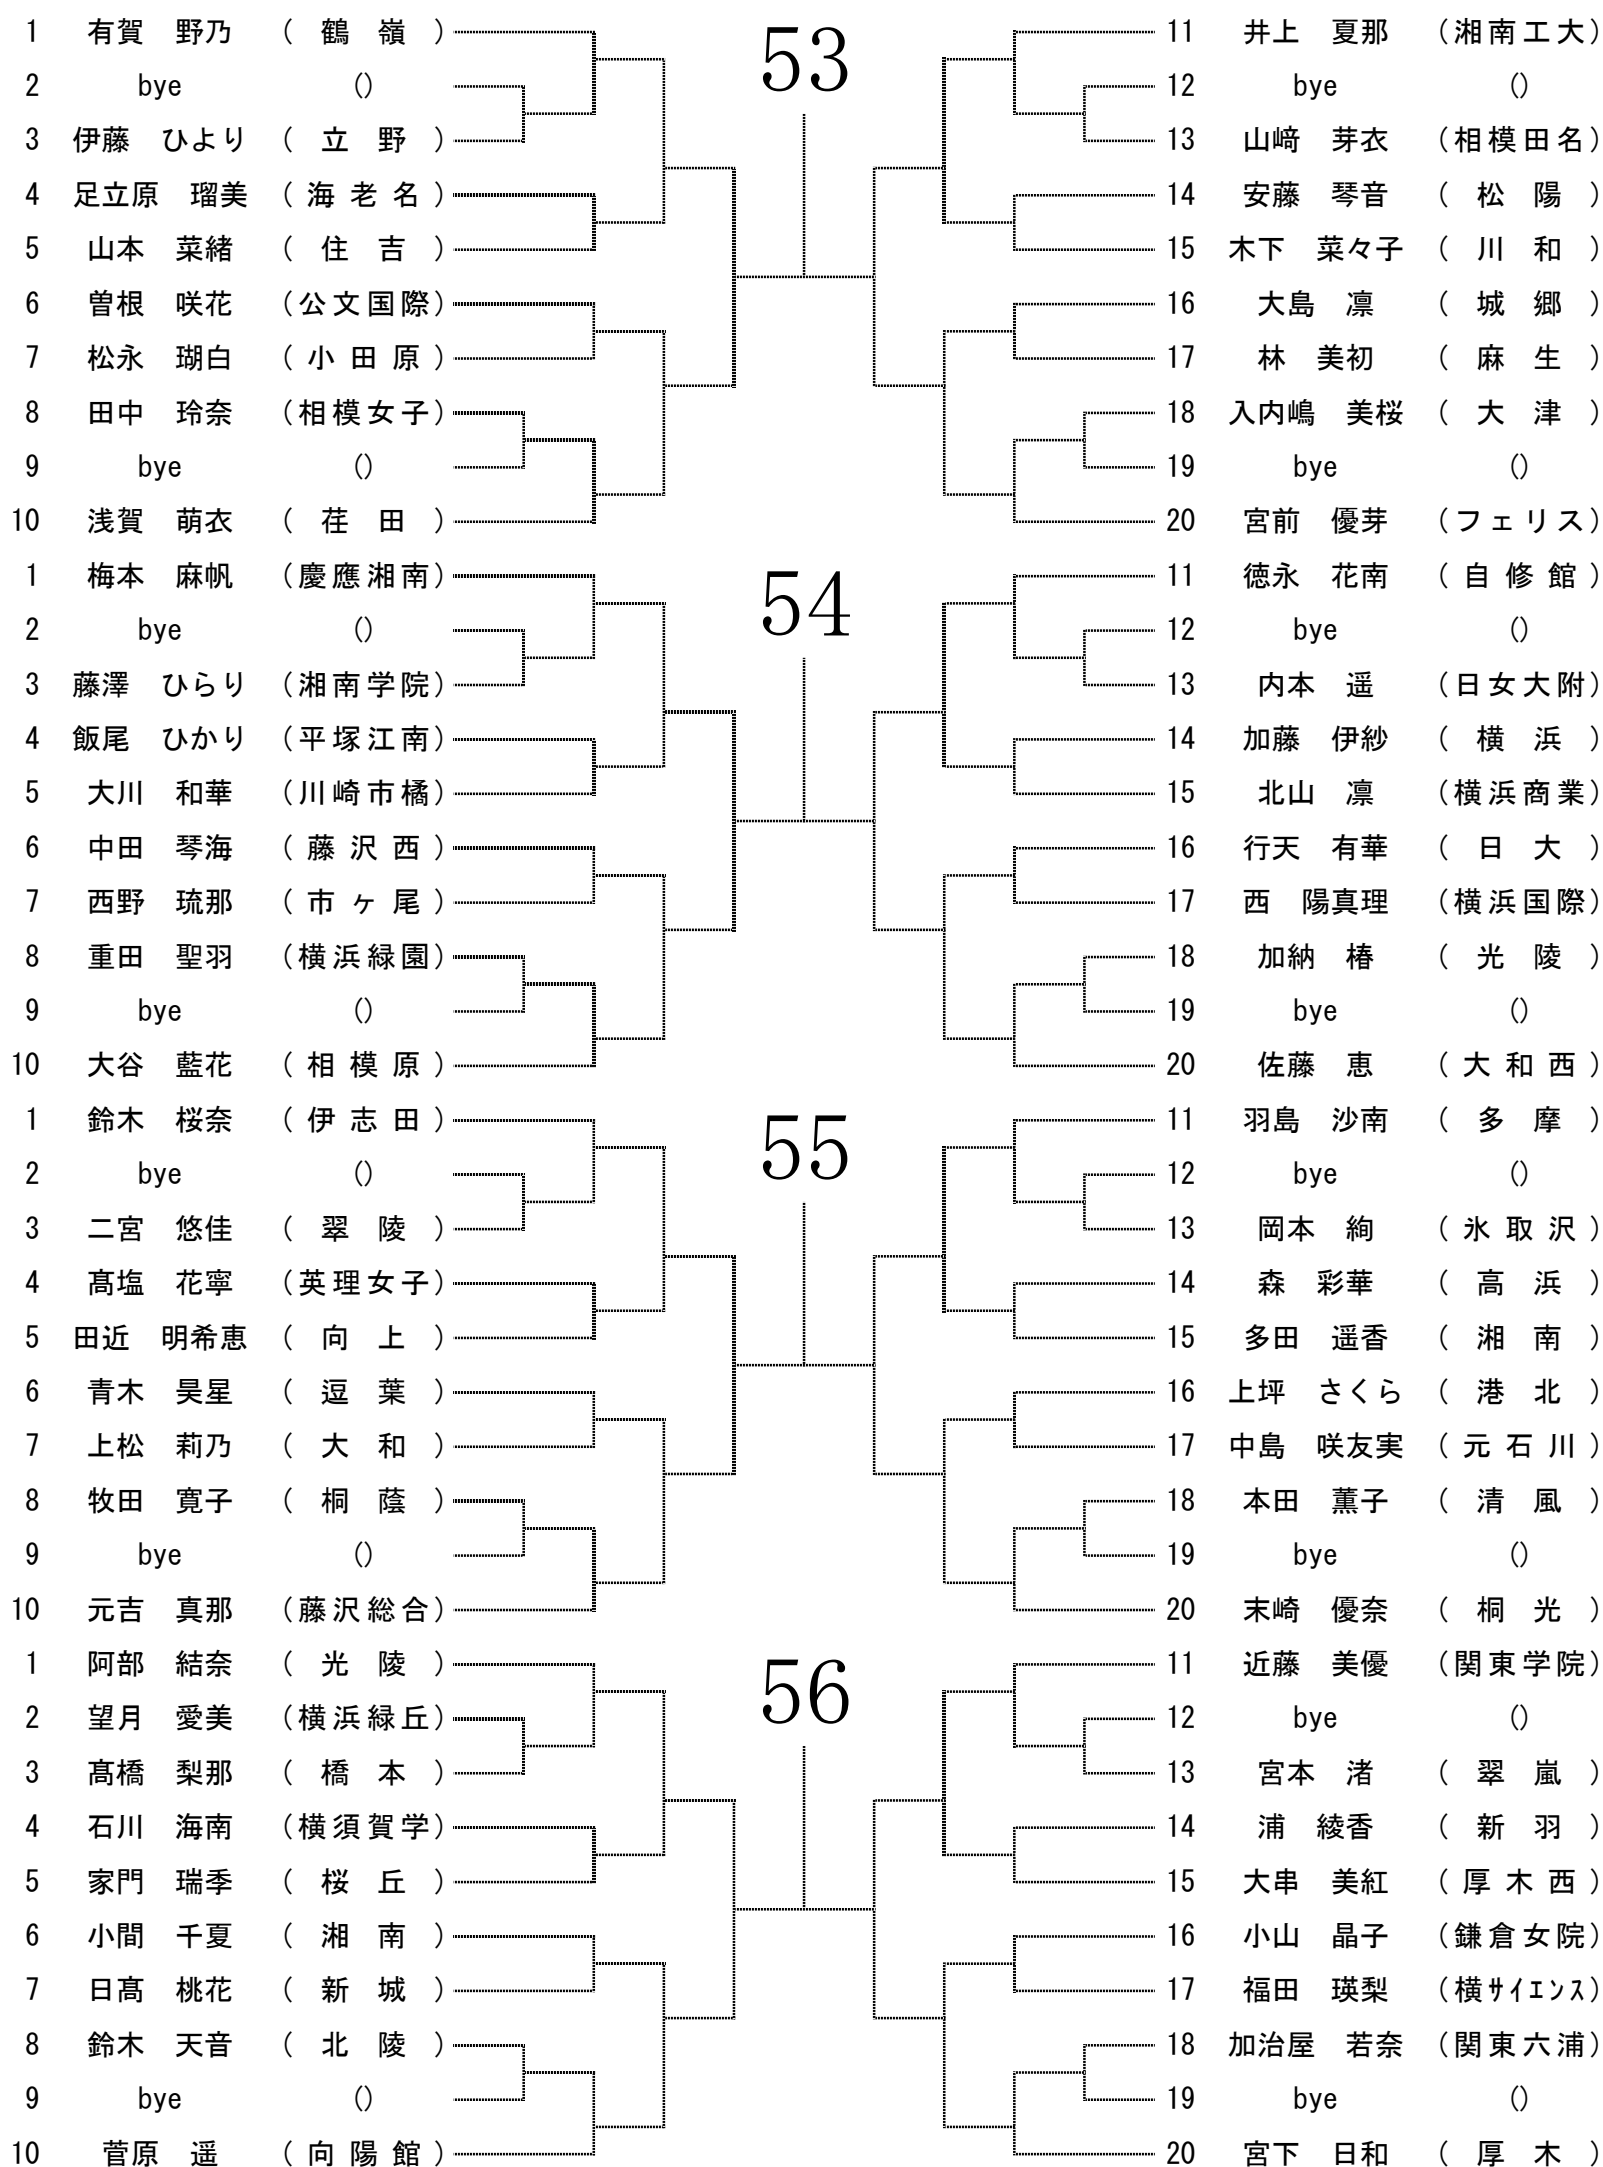 53
1 有賀 野乃 (鶴嶺) 11 井上 夏那 (湘南工大)
2 bye () 12 bye ()
3 伊藤 ひより (立野) 13 山﨑 芽衣 (相模田名)
4 足立原 瑠美 (海老名) 14 安藤 琴音 (松陽)
5 山本 菜緒 (住吉) 15 木下 菜々子 (川和)
6 曽根 咲花 (公文国際) 16 大島 凛 (城郷)
7 松永 瑚白 (小田原) 17 林 美初 (麻生)
8 田中 玲奈 (相模女子) 18 入内嶋 美桜 (大津)
9 bye () 19 bye ()
10 浅賀 萌衣 (荏田) 20 宮前 優芽 (フェリス)
54
1 梅本 麻帆 (慶應湘南) 11 徳永 花南 (自修館)
2 bye () 12 bye ()
3 藤澤 ひらり (湘南学院) 13 内本 遥 (日女大附)
4 飯尾 ひかり (平塚江南) 14 加藤 伊紗 (横浜)
5 大川 和華 (川崎市橘) 15 北山 凛 (横浜商業)
6 中田 琴海 (藤沢西) 16 行天 有華 (日大)
7 西野 琉那 (市ヶ尾) 17 西 陽真理 (横浜国際)
8 重田 聖羽 (横浜緑園) 18 加納 椿 (光陵)
9 bye () 19 bye ()
10 大谷 藍花 (相模原) 20 佐藤 恵 (大和西)
55
1 鈴木 桜奈 (伊志田) 11 羽島 沙南 (多摩)
2 bye () 12 bye ()
3 二宮 悠佳 (翠陵) 13 岡本 絢 (氷取沢)
4 髙塩 花寧 (英理女子) 14 森 彩華 (高浜)
5 田近 明希恵 (向上) 15 多田 遥香 (湘南)
6 青木 昊星 (逗葉) 16 上坪 さくら (港北)
7 上松 莉乃 (大和) 17 中島 咲友実 (元石川)
8 牧田 寛子 (桐蔭) 18 本田 薫子 (清風)
9 bye () 19 bye ()
10 元吉 真那 (藤沢総合) 20 末崎 優奈 (桐光)
56
1 阿部 結奈 (光陵) 11 近藤 美優 (関東学院)
2 望月 愛美 (横浜緑丘) 12 bye ()
3 髙橋 梨那 (橋本) 13 宮本 渚 (翠嵐)
4 石川 海南 (横須賀学) 14 浦 綾香 (新羽)
5 家門 瑞季 (桜丘) 15 大串 美紅 (厚木西)
6 小間 千夏 (湘南) 16 小山 晶子 (鎌倉女院)
7 日髙 桃花 (新城) 17 福田 瑛梨 (横サイエンス)
8 鈴木 天音 (北陵) 18 加治屋 若奈 (関東六浦)
9 bye () 19 bye ()
10 菅原 遥 (向陽館) 20 宮下 日和 (厚木)